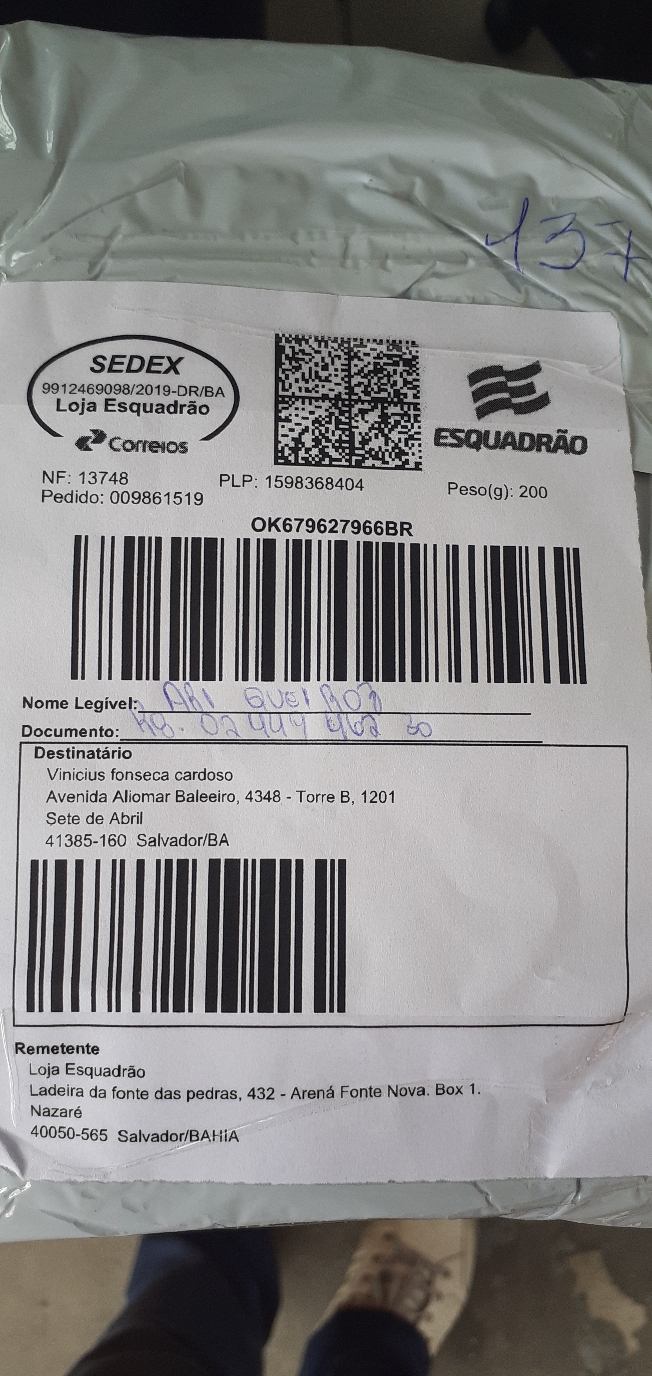 137
SEDEX
9912469098/2019-DR/BA
Loja Esquadrão
Correios
ESQUADRÃO
NF: 13748
PLP: 1598368404
Peso(g): 200
Pedido: 009861519
OK679627966BR
Nome Legível: ARI QUEIROZ
Documento:
Destinatário
Vinicius fonseca cardoso
Avenida Aliomar Baleeiro, 4348 - Torre B, 1201
Sete de Abril
41385-160 Salvador/BA
Remetente
Loja Esquadrão
Ladeira da fonte das pedras, 432 - Arená Fonte Nova. Box 1.
Nazaré
40050-565 Salvador/BAHIA